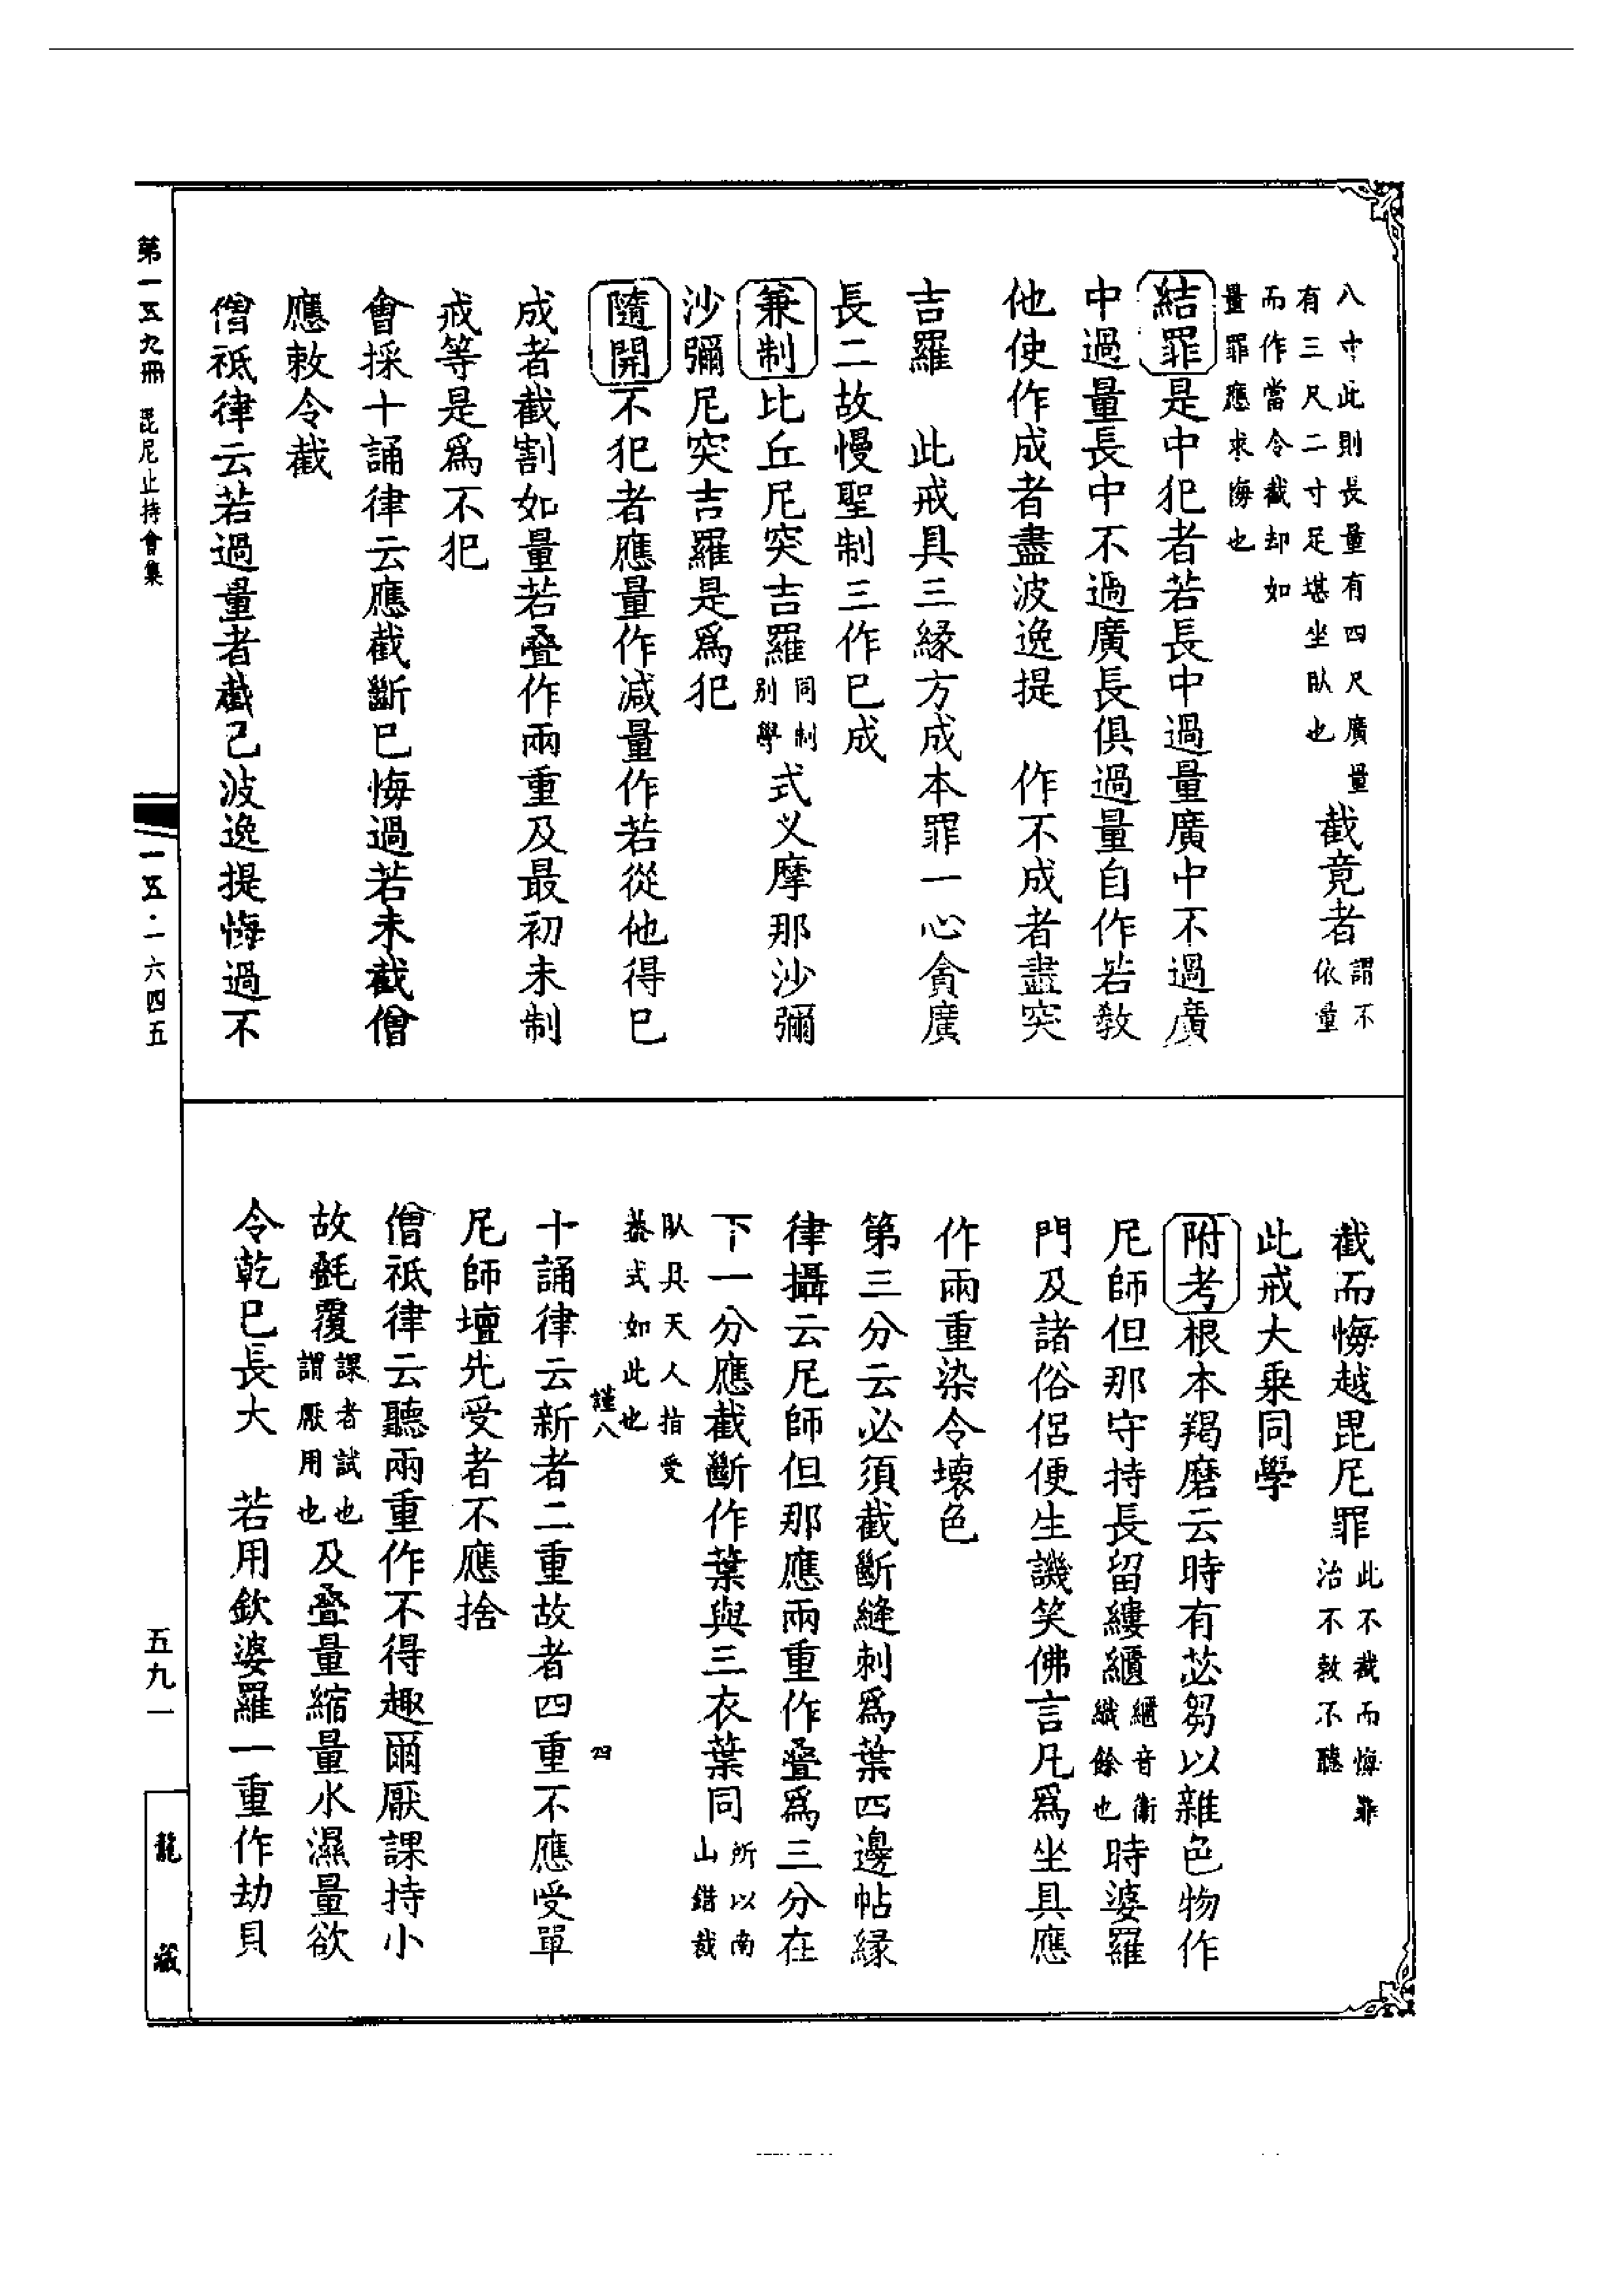 八寸此則長量有四尺廣量
有三尺二寸足堪坐臥也
截竟者
謂不
依量
而作當令截却如
量罪應求悔也
結罪是中犯者若長中過量廣中不過廣
中過量長中不過廣長俱過量自作若教
他使作成者盡波逸提　作不成者盡突
吉羅　此戒具三緣方成本罪一心貪廣
長二故慢聖制三作已成
兼制比丘尼突吉羅
同制
別學
式叉摩那沙彌
沙彌尼突吉羅是爲犯
隨開不犯者應量作減量作若從他得已
成者截割如量若疊作兩重及最初未制
戒等是爲不犯
會採十誦律云應截斷已悔過若未截僧
應敕令截
僧祇律云若過量者截已波逸提悔過不
截而悔越毘尼罪
此不裁而悔罪
治不敕不聽
此戒大乘同學
附考根本羯磨云時有苾芻以雜色物作
尼師但那守持長留縷繢
繢音衞
織餘也
時婆羅
門及諸俗侶便生譏笑佛言凡爲坐具應
作兩重染令壞色
第三分云必須截斷縫刺爲葉四邊帖緣
律攝云尼師但那應兩重作疊爲三分在
下一分應截斷作葉與三衣葉同
所以南
山錯裁
臥具天人指受
葢式如此也
謹八
四
十誦律云新者二重故者四重不應受單
尼師壇先受者不應捨
僧祇律云聽兩重作不得趣爾厭課持小
故㲲覆
課者試也
謂厭用也
及疊量縮量水濕量欲
令乾已長大　若用欽婆羅一重作劫貝
第一五九冊　毘尼止持會集
一五·一六四五
五九一
龍藏